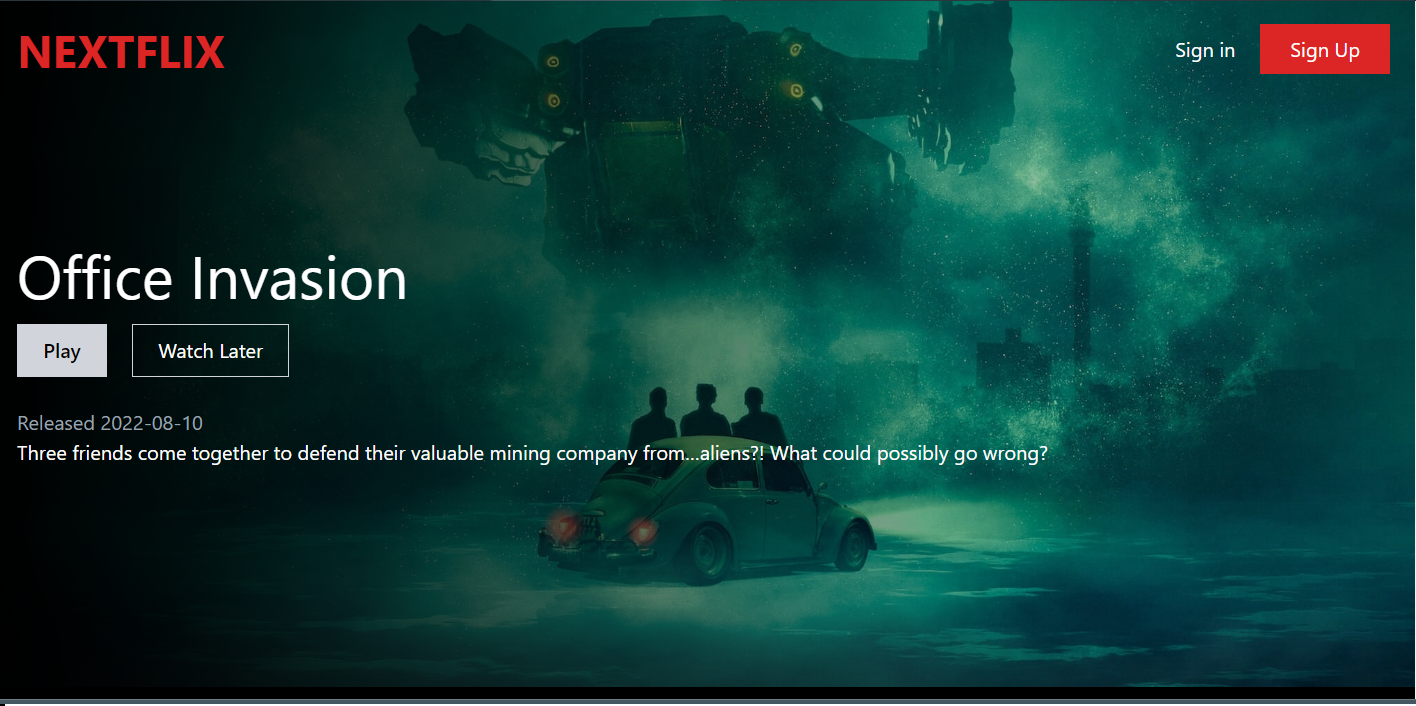 NEXTFLIX
Sign in
Sign Up
Office Invasion
Play
Watch Later
Released 2022-08-10
Three friends come together to defend their valuable mining company from...aliens?! What could possibly go wrong?